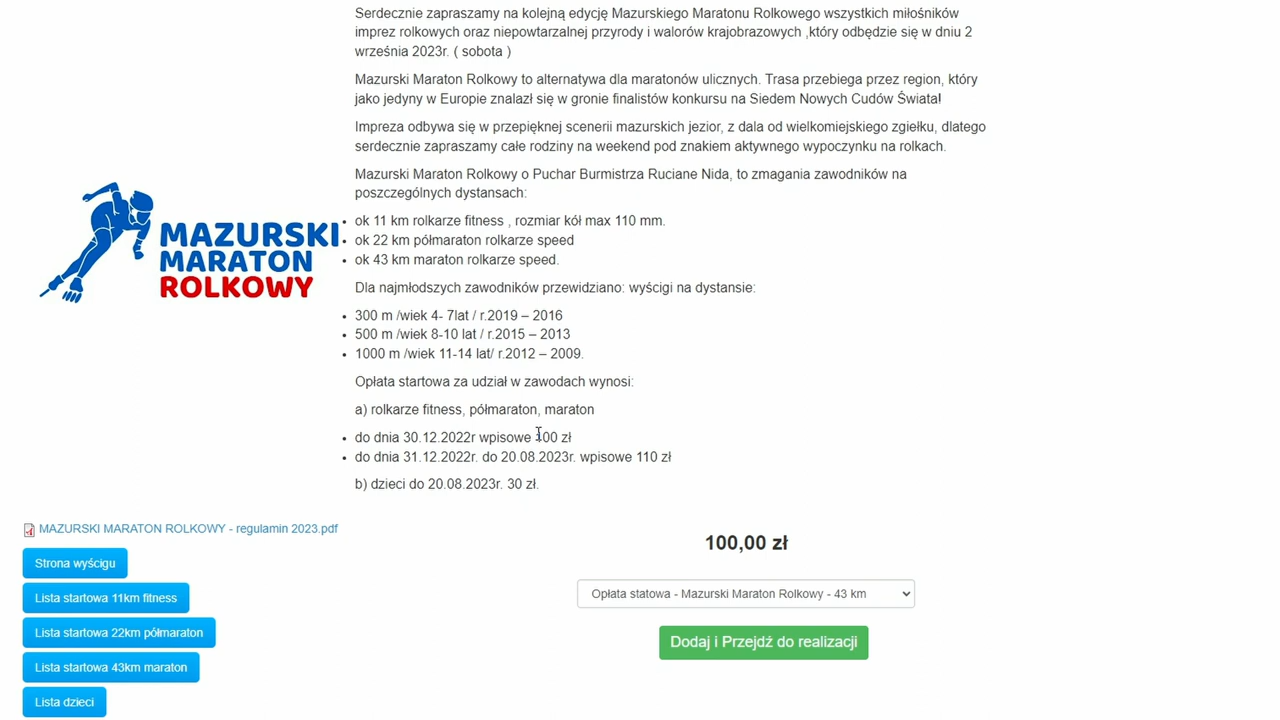 Serdecznie zapraszamy na kolejną edycję Mazurskiego Maratonu Rolkowego wszystkich miłośników
imprez rolkowych oraz niepowtarzalnej przyrody i walorów krajobrazowych ,który odbędzie się w dniu 2
września 2023r. ( sobota )
Mazurski Maraton Rolkowy to alternatywa dla maratonów ulicznych. Trasa przebiega przez region, który
jako jedyny w Europie znalazł się w gronie finalistów konkursu na Siedem Nowych Cudów Świata!
Impreza odbywa się w przepięknej scenerii mazurskich jezior, z dala od wielkomiejskiego zgiełku, dlatego
serdecznie zapraszamy całe rodziny na weekend pod znakiem aktywnego wypoczynku na rolkach.
Mazurski Maraton Rolkowy o Puchar Burmistrza Ruciane Nida, to zmagania zawodników na
poszczególnych dystansach:
MAZURSKI
MARATON
ROLKOWY
• ok 11 km rolkarze fitness , rozmiar kół max 110 mm.
• ok 22 km półmaraton rolkarze speed
• ok 43 km maraton rolkarze speed.
Dla najmłodszych zawodników przewidziano: wyścigi na dystansie:
• 300 m /wiek 4- 7lat / r.2019 – 2016
• 500 m /wiek 8-10 lat / r.2015 – 2013
• 1000 m /wiek 11-14 lat/ r.2012 – 2009.
Opłata startowa za udział w zawodach wynosi:
a) rolkarze fitness, półmaraton, maraton
• do dnia 30.12.2022r wpisowe 100 zł
• do dnia 31.12.2022r. do 20.08.2023r. wpisowe 110 zł
b) dzieci do 20.08.2023r. 30 zł.
MAZURSKI MARATON ROLKOWY - regulamin 2023.pdf
Strona wyścigu
Lista startowa 11km fitness
Lista startowa 22km półmaraton
Lista startowa 43km maraton
Lista dzieci
100,00 zł
Opłata statowa - Mazurski Maraton Rolkowy - 43 km
Dodaj i Przejdź do realizacji